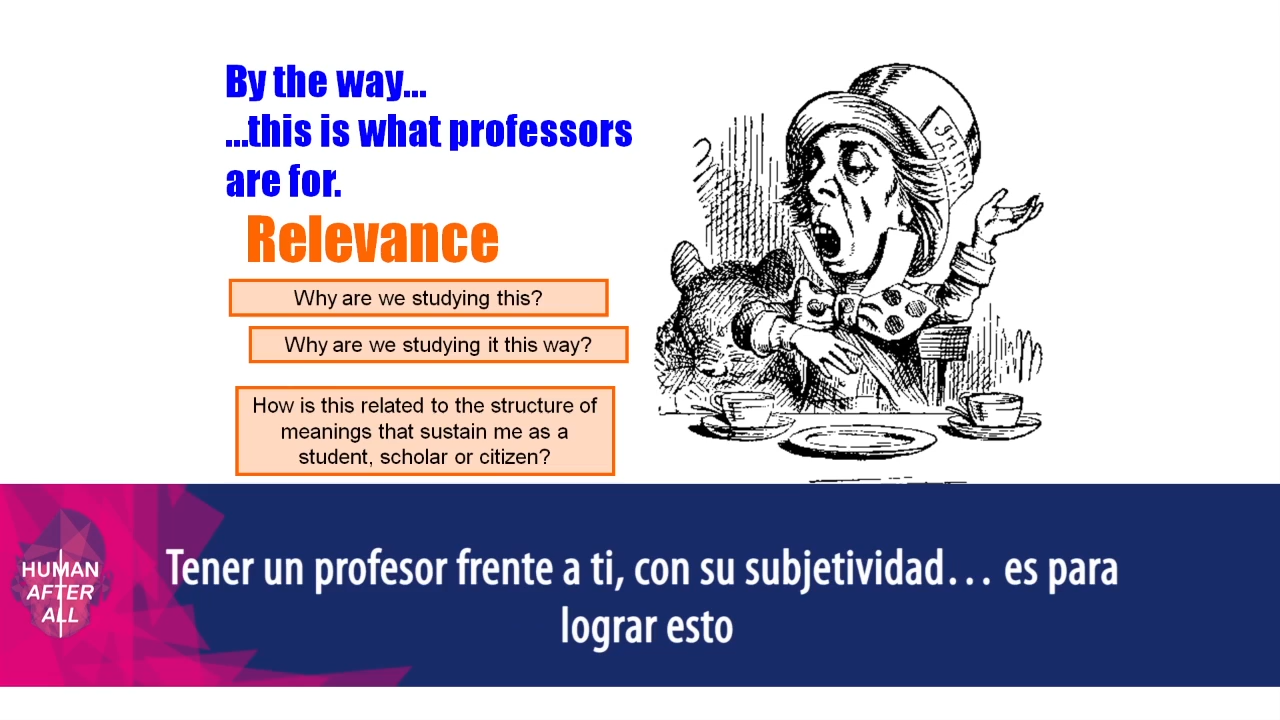 By the way...
...this is what professors
are for.
Relevance
Why are we studying this?
Why are we studying it this way?
How is this related to the structure of
meanings that sustain me as a
student, scholar or citizen?
HUMAN
AFTER
ALL
Tener un profesor frente a ti, con su subjetividad... es para
lograr esto